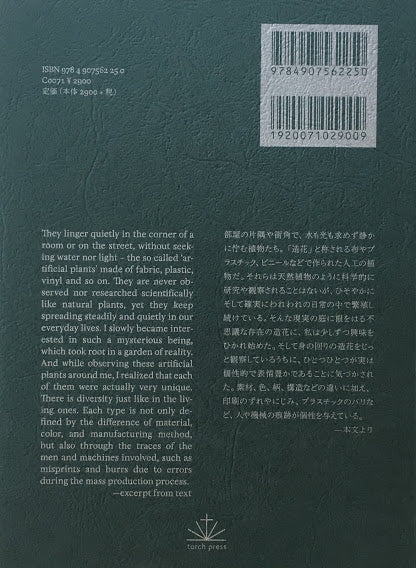 ISBN 978 4 907562 25 0
C0071 ¥ 2900
定価（本体 2900 + 税）
9784907562250
1920071029009
They linger quietly in the corner of a
room or on the street, without seek-
ing water nor light - the so called 'ar-
tificial plants' made of fabric, plastic,
vinyl and so on. They are never ob-
served nor researched scientifically
like natural plants, yet they keep
spreading steadily and quietly in our
everyday lives. I slowly became inter-
ested in such a mysterious being,
which took root in a garden of reality.
And while observing these artificial
plants around me, I realized that each
of them were actually very unique.
There is diversity just like in the liv-
ing ones. Each type is not only de-
fined by the difference of material,
color, and manufacturing method,
but also through the traces of the
men and machines involved, such as
misprints and burrs due to errors
during the mass production process.
—excerpt from text
部屋の片隅や街角で、水も光も求めず静か
に佇む植物たち。「造花」と称される布やプ
ラスチック、ビニールなどで作られた人工の植
物だ。それらは天然植物のように科学的に
研究や観察されることはないが、ひそやかに
そして確実にわれわれの日常の中で繁殖し
続けている。そんな現実の庭に根をはる不
思議な存在の造花に、私は少しずつ興味を
ひかれ始めた。そして身の回りの造花をじっ
と観察しているうちに、ひとつひとつが実は
個性的で表情豊かであることに気づかされ
た。素材、色、柄、構造などの違いに加え、
印刷のずれやにじみ、プラスチックのバリな
ど、人や機械の痕跡が個性を与えている。
—本文より
torch press